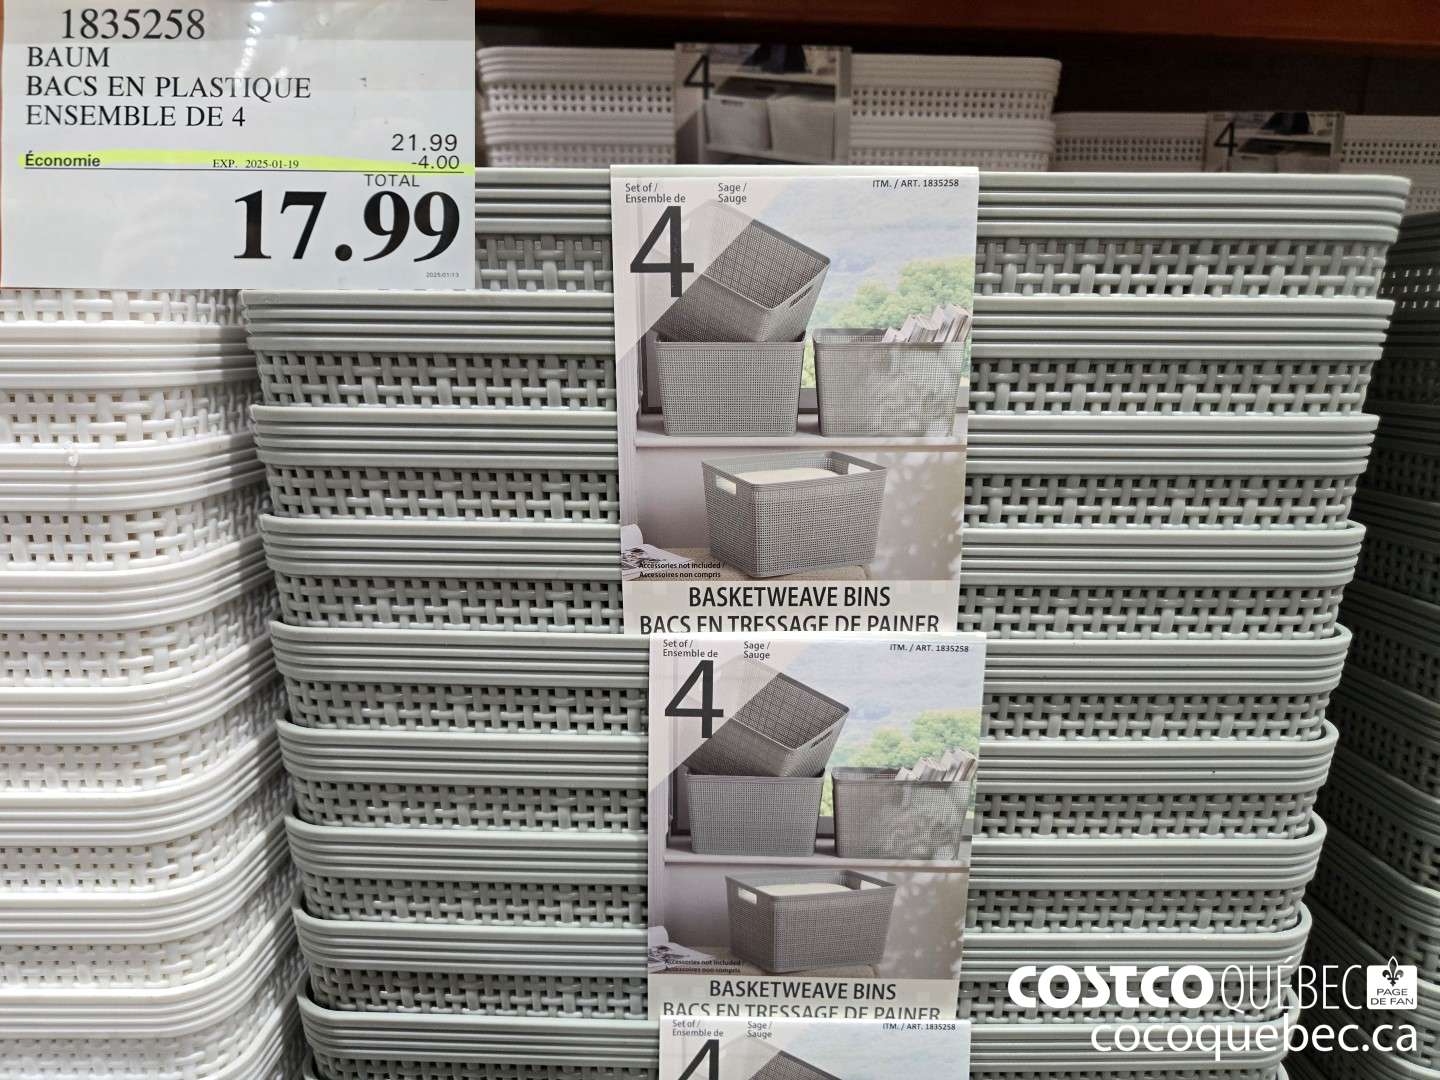 1835258
BAUM
BACS EN PLASTIQUE
ENSEMBLE DE 4
21.99
Économie EXP. 2025-01-19 -4.00
TOTAL
17.99
2025/01/13
4
4
Set of / Sage / ITM. / ART. 1835258
Ensemble de Sauge
4
Accessories not included /
Accessoires non compris
BASKETWEAVE BINS
BACS EN TRESSAGE DE PAINER
Set of / Sage / ITM. / ART. 1835258
Ensemble de Sauge
4
Accessories not included /
Accessoires non compris
BASKETWEAVE BINS
BACS EN TRESSAGE DE PAINER
Set of / Sage / ITM. / ART. 1835258
Ensemble de Sauge
4
COSTCO QUÉBEC PAGE DE FAN
cocoquebec.ca